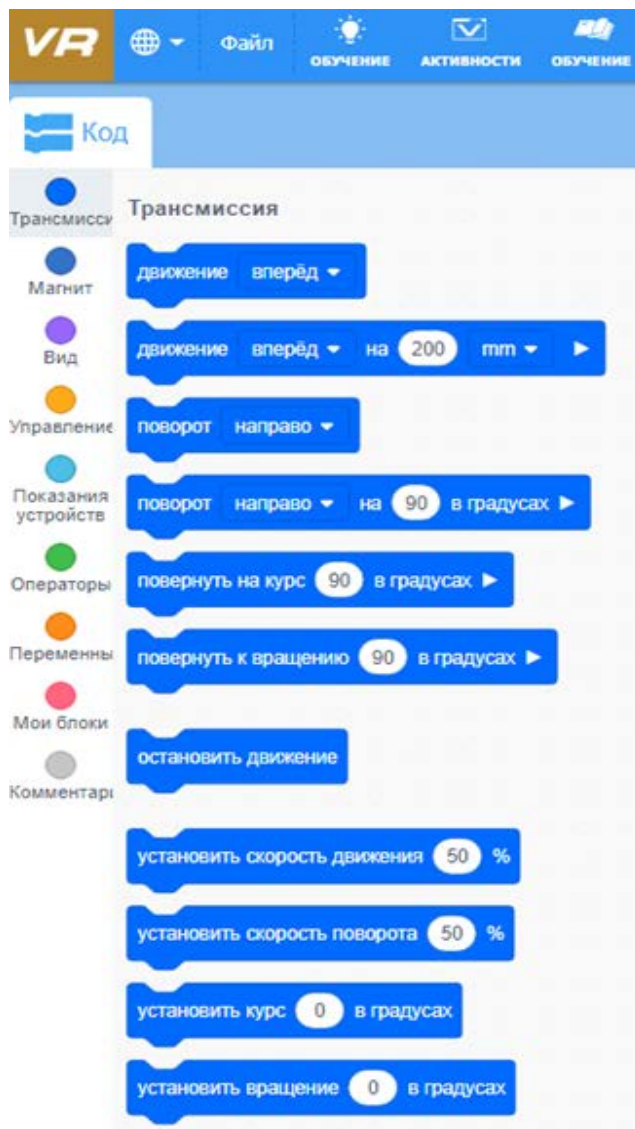 VR Файл ОБУЧЕНИЕ АКТИВНОСТИ ОБУЧЕНИЕ
Код
Трансмисси
Магнит
Вид
Управление
Показания
устройств
Операторы
Переменны
Мои блоки
Комментари
Трансмиссия
движение вперёд
движение вперёд на 200 mm
поворот направо
поворот направо на 90 в градусах
повернуть на курс 90 в градусах
повернуть к вращению 90 в градусах
остановить движение
установить скорость движения 50 %
установить скорость поворота 50 %
установить курс 0 в градусах
установить вращение 0 в градусах